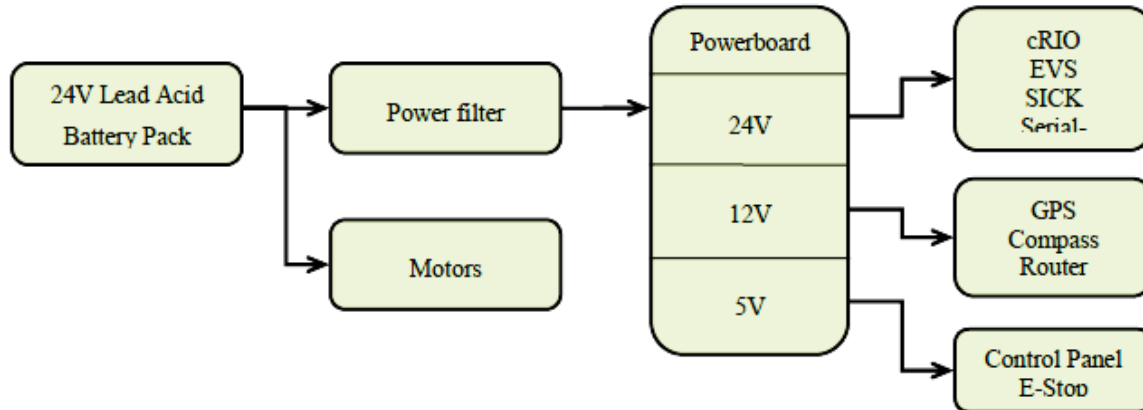 24V Lead Acid
Battery Pack
Power filter
Motors
Powerboard
24V
12V
5V
cRIO
EVS
SICK
Serial-
GPS
Compass
Router
Control Panel
E-Stop